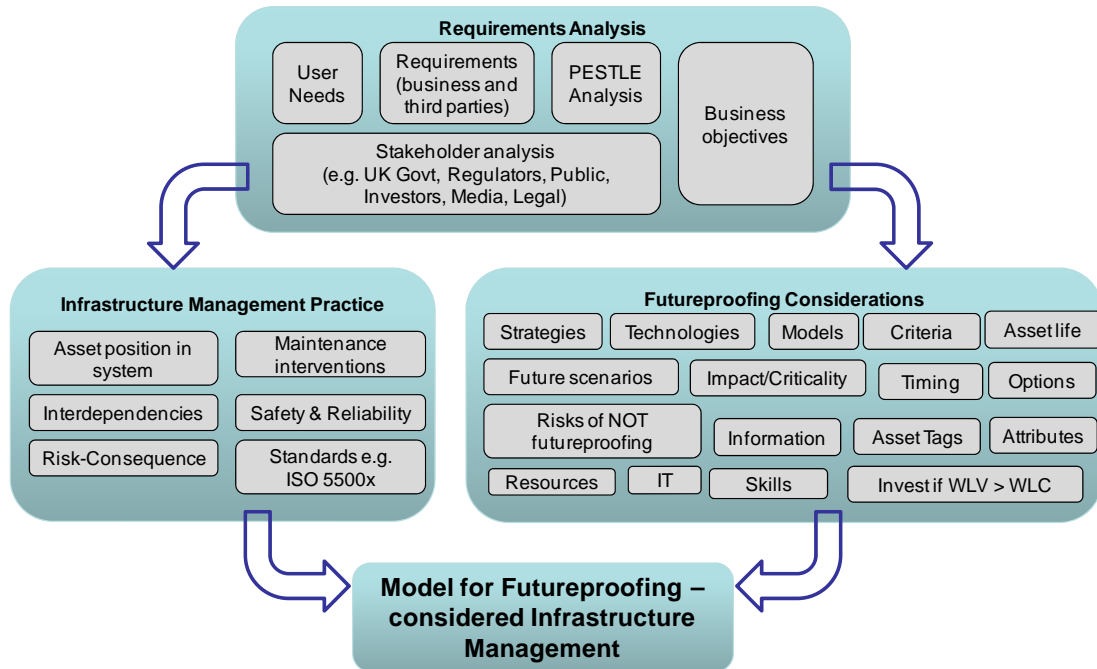 Requirements Analysis
User
Needs
Requirements
(business and
third parties)
PESTLE
Analysis
Business
objectives
Stakeholder analysis
(e.g. UK Govt, Regulators, Public,
Investors, Media, Legal)
Infrastructure Management Practice
Asset position in
system
Maintenance
interventions
Interdependencies
Safety & Reliability
Risk-Consequence
Standards e.g.
ISO 5500x
Futureproofing Considerations
Strategies
Technologies
Models
Criteria
Asset life
Future scenarios
Impact/Criticality
Timing
Options
Risks of NOT
futureproofing
Information
Asset Tags
Attributes
Resources
IT
Skills
Invest if WLV > WLC
Model for Futureproofing –
considered Infrastructure
Management